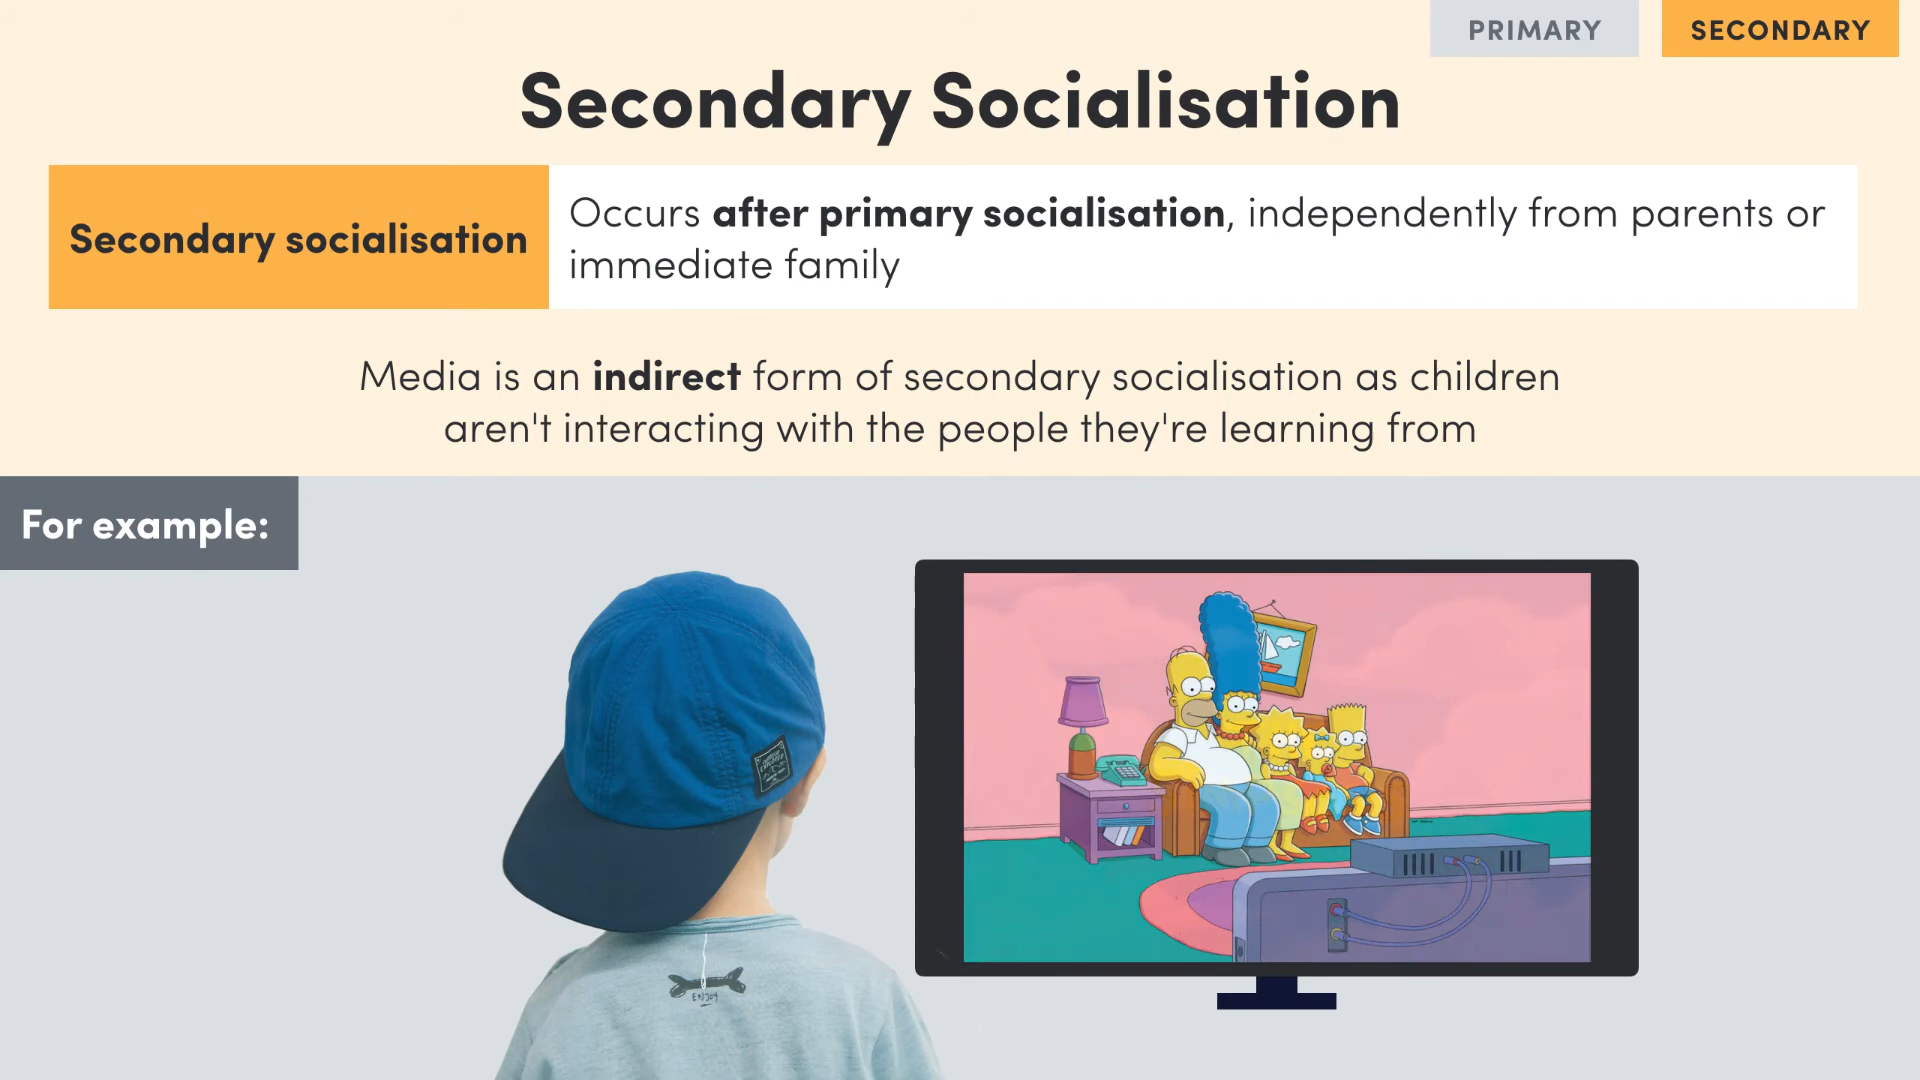 PRIMARY
SECONDARY
Secondary Socialisation
Secondary socialisation
Occurs after primary socialisation, independently from parents or
immediate family
Media is an indirect form of secondary socialisation as children
aren't interacting with the people they're learning from
For example:
ENJOY